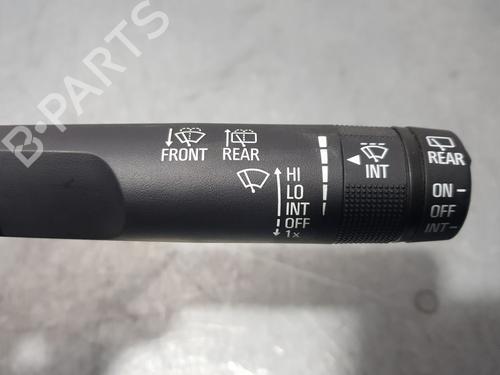 B-PARTS
FRONT REAR
HI
LO
INT
OFF
1x
INT
REAR
ON
OFF
INT